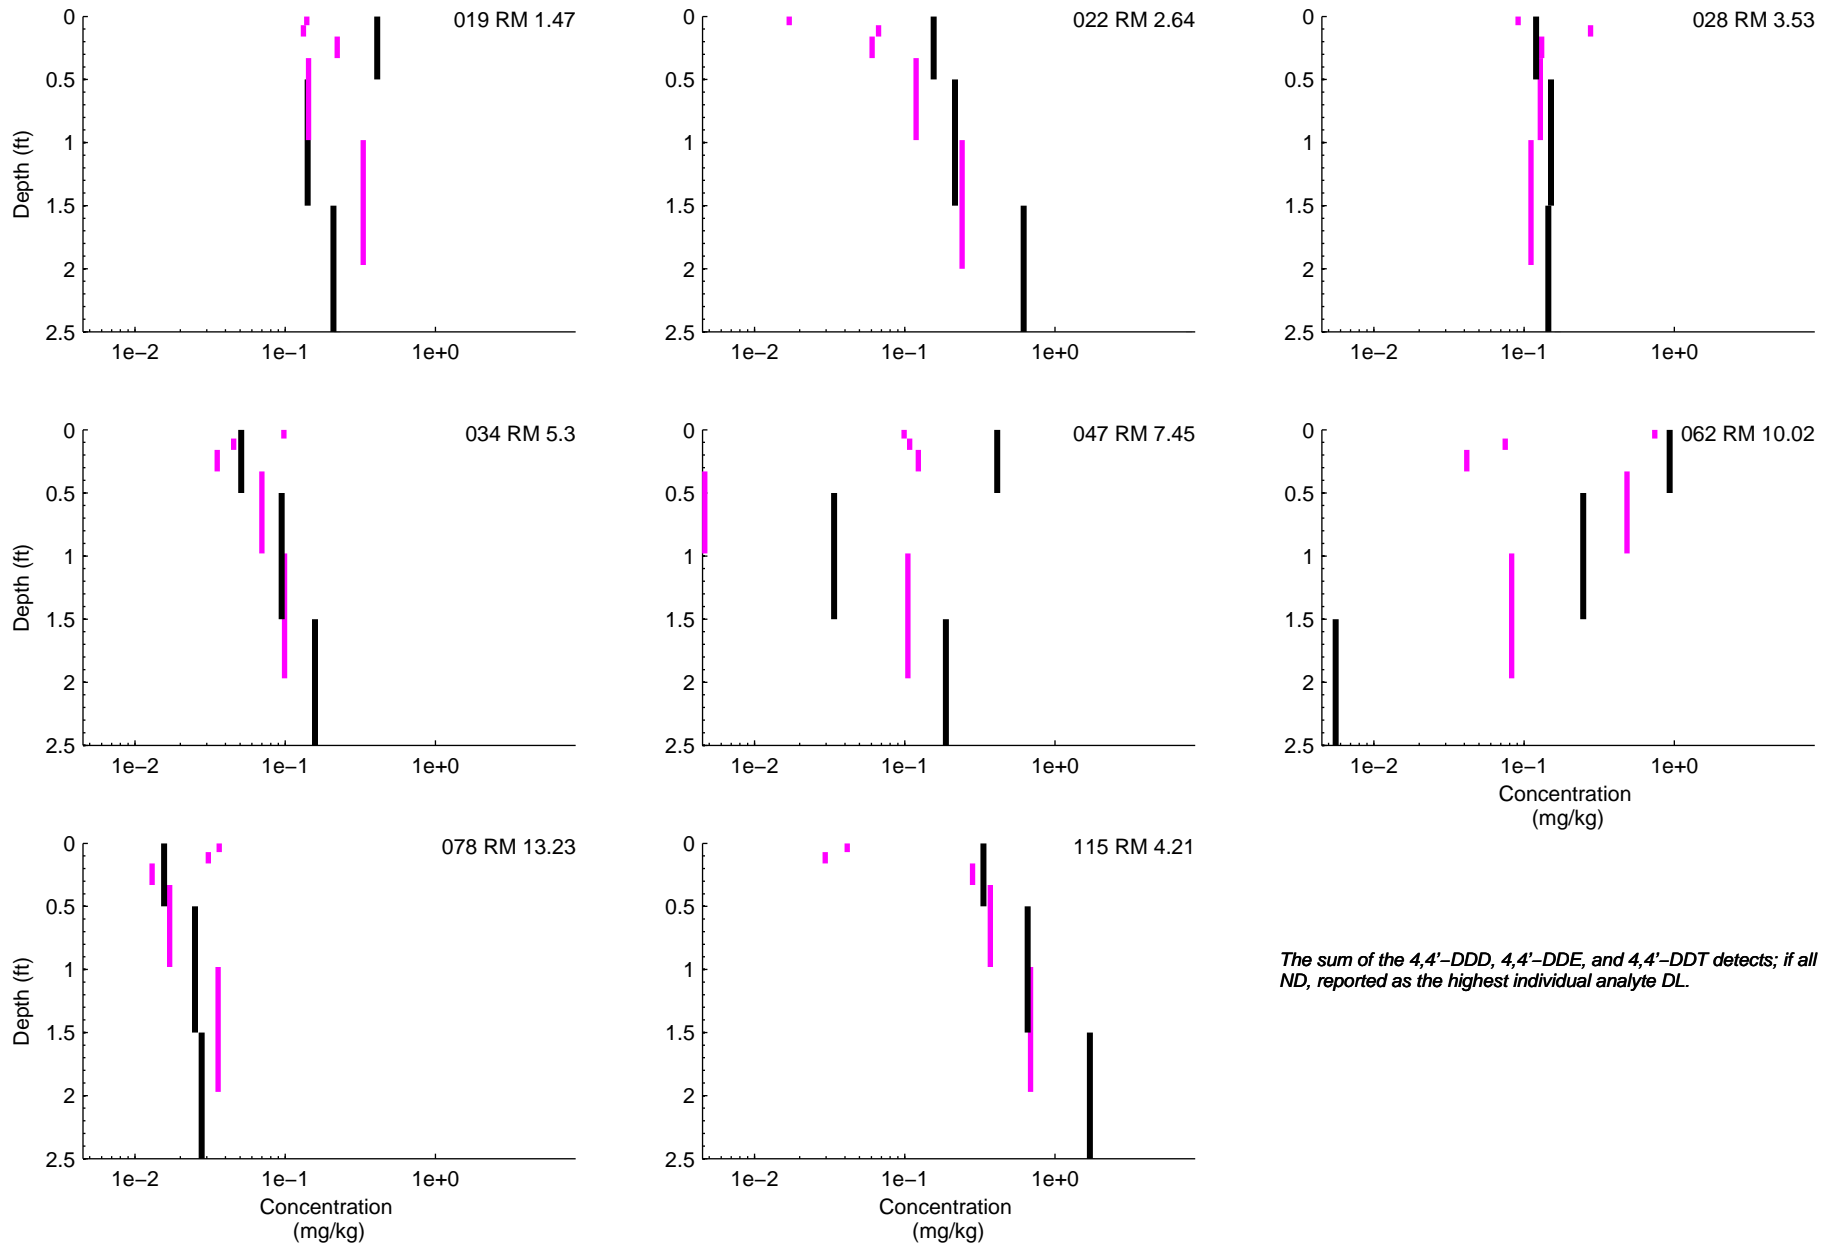 019 RM 1.47
0
0.5
1
1.5
2
2.5
Depth (ft)
1e−2 1e−1 1e+0
022 RM 2.64
0
0.5
1
1.5
2
2.5
1e−2 1e−1 1e+0
028 RM 3.53
0
0.5
1
1.5
2
2.5
1e−2 1e−1 1e+0
034 RM 5.3
0
0.5
1
1.5
2
2.5
Depth (ft)
1e−2 1e−1 1e+0
047 RM 7.45
0
0.5
1
1.5
2
2.5
1e−2 1e−1 1e+0
062 RM 10.02
0
0.5
1
1.5
2
2.5
1e−2 1e−1 1e+0
Concentration
(mg/kg)
078 RM 13.23
0
0.5
1
1.5
2
2.5
Depth (ft)
1e−2 1e−1 1e+0
Concentration
(mg/kg)
115 RM 4.21
0
0.5
1
1.5
2
2.5
1e−2 1e−1 1e+0
Concentration
(mg/kg)
The sum of the 4,4'−DDD, 4,4'−DDE, and 4,4'−DDT detects; if all
ND, reported as the highest individual analyte DL.